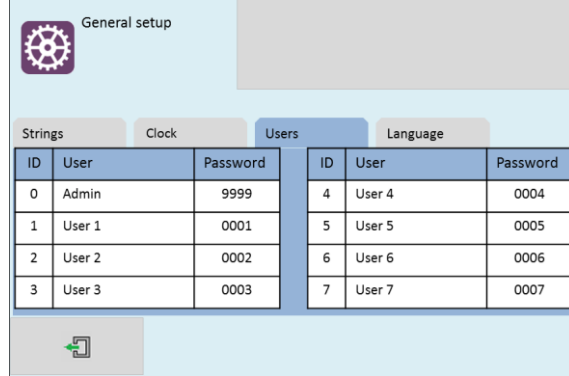 General setup
Strings Clock Users Language
ID User Password ID User Password
0 Admin 9999 4 User 4 0004
1 User 1 0001 5 User 5 0005
2 User 2 0002 6 User 6 0006
3 User 3 0003 7 User 7 0007